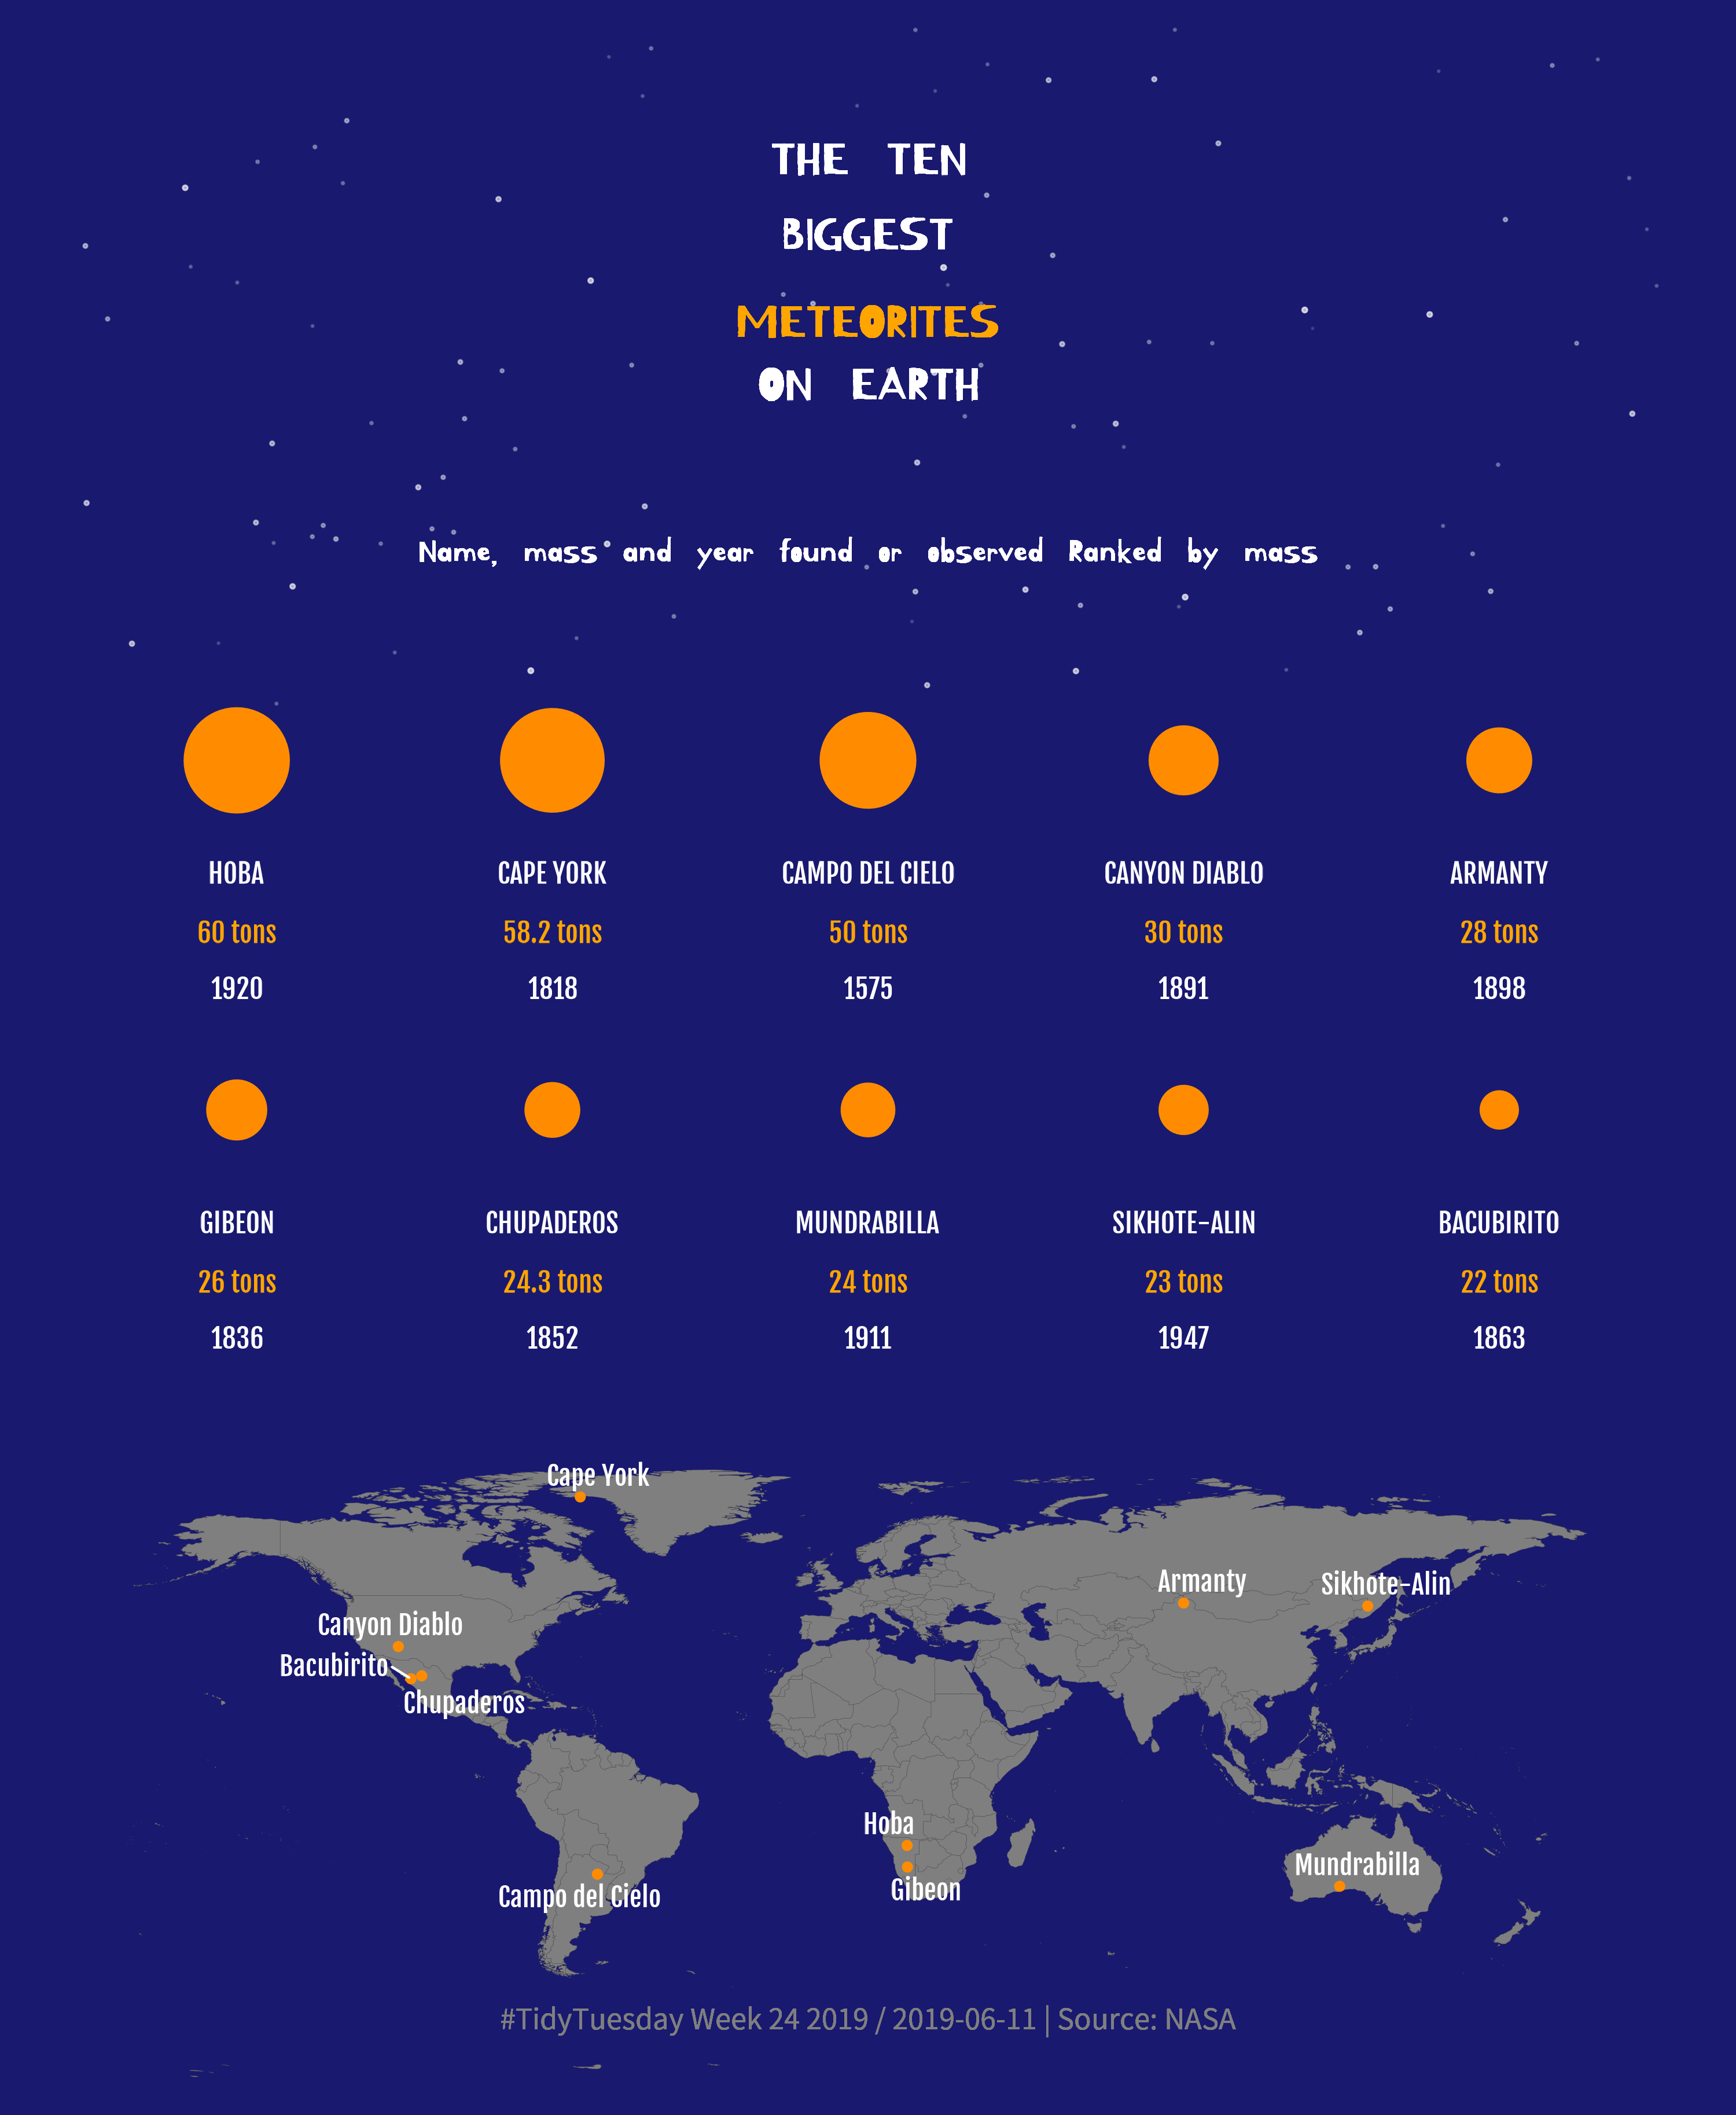 THE TEN
BIGGEST
METEORITES
ON EARTH
Name, mass and year found or observed Ranked by mass
HOBA
60 tons
1920
CAPE YORK
58.2 tons
1818
CAMPO DEL CIELO
50 tons
1575
CANYON DIABLO
30 tons
1891
ARMANTY
28 tons
1898
GIBEON
26 tons
1836
CHUPADEROS
24.3 tons
1852
MUNDRABILLA
24 tons
1911
SIKHOTE-ALIN
23 tons
1947
BACUBIRITO
22 tons
1863
Cape York
Armanty
Sikhote-Alin
Canyon Diablo
Bacubirito
Chupaderos
Hoba
Mundrabilla
Gibeon
Campo del Cielo
#TidyTuesday Week 24 2019 / 2019-06-11 | Source: NASA